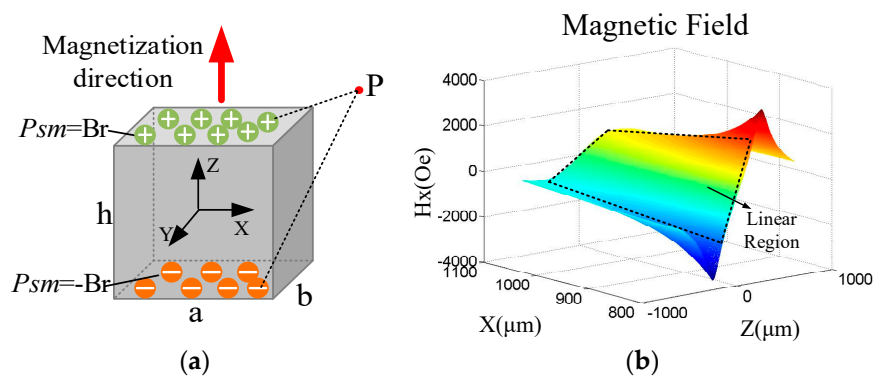 Magnetization
direction
P
Psm=Br
Z
h
X
Y
Psm=-Br
b
a
(a)
Magnetic Field
4000
2000
0
-2000
-4000
Hx(Oe)
Linear
Region
1100
1000
900
800
X(μm)
-1000
0
1000
Z(μm)
(b)